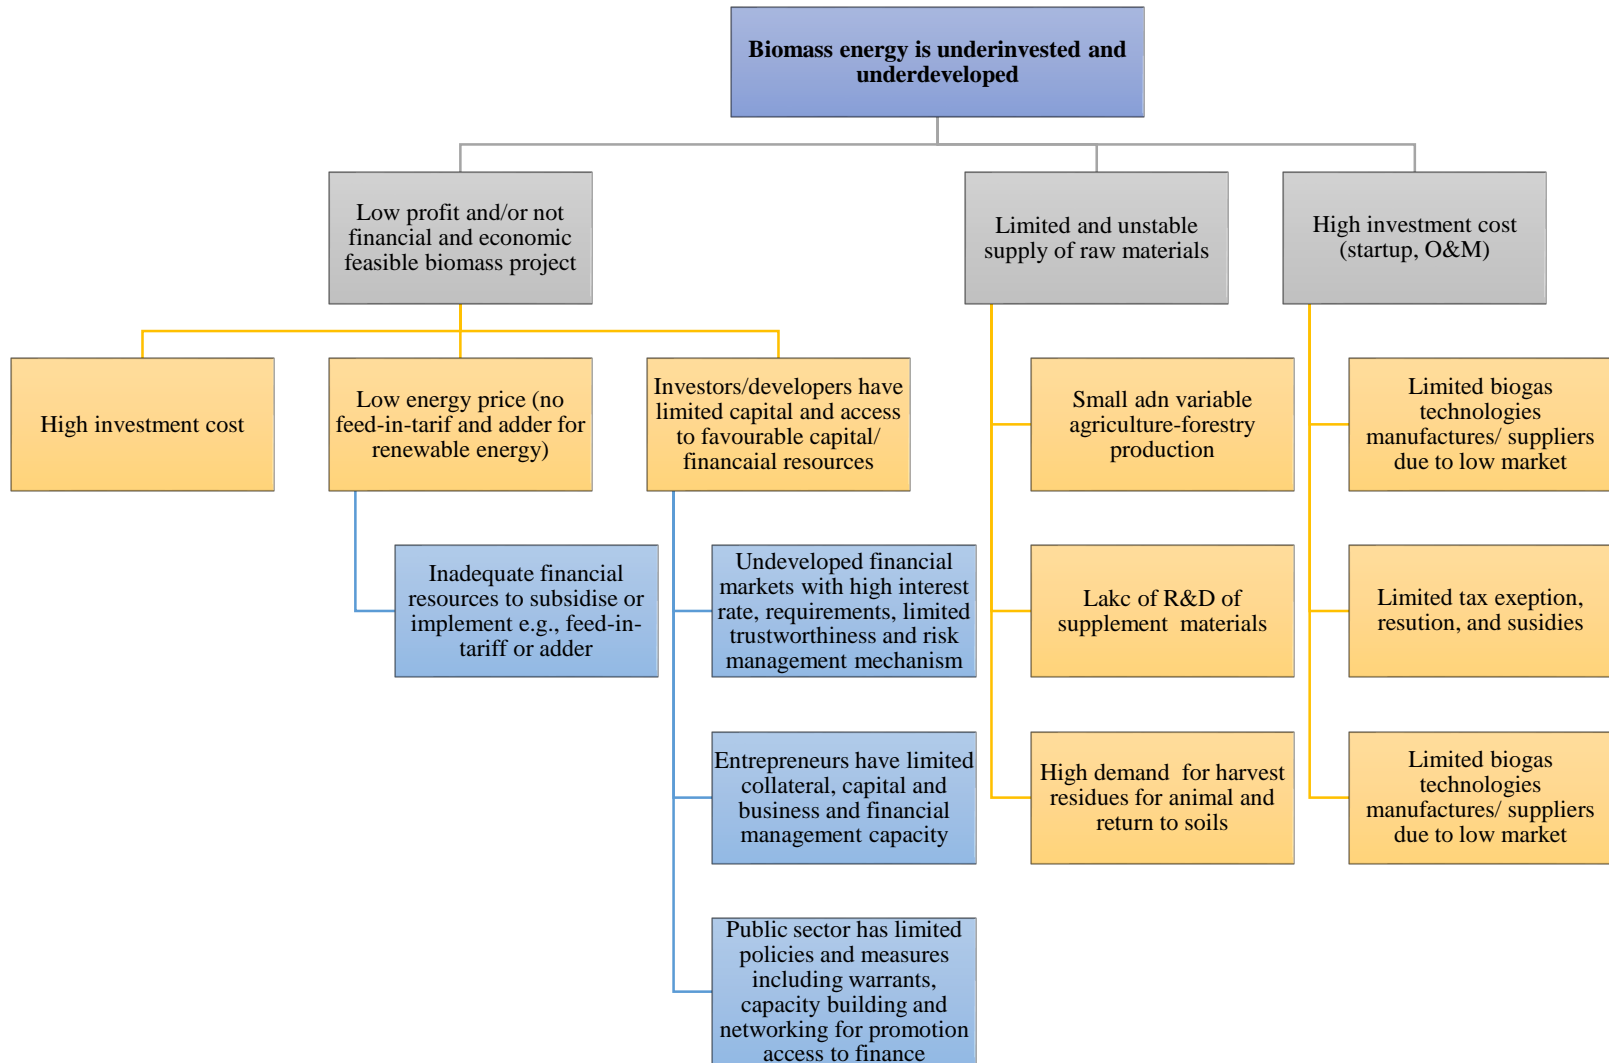 Biomass energy is underinvested and
underdeveloped
Low profit and/or not
financial and economic
feasible biomass project
Limited and unstable
supply of raw materials
High investment cost
(startup, O&M)
High investment cost
Low energy price (no
feed-in-tarif and adder for
renewable energy)
Investors/developers have
limited capital and access
to favourable capital/
financaial resources
Small adn variable
agriculture-forestry
production
Limited biogas
technologies
manufactures/ suppliers
due to low market
Inadequate financial
resources to subsidise or
implement e.g., feed-in-
tariff or adder
Undeveloped financial
markets with high interest
rate, requirements, limited
trustworthiness and risk
management mechanism
Lakc of R&D of
supplement  materials
Limited tax exeption,
resution, and susidies
Entrepreneurs have limited
collateral, capital and
business and financial
management capacity
High demand  for harvest
residues for animal and
return to soils
Limited biogas
technologies
manufactures/ suppliers
due to low market
Public sector has limited
policies and measures
including warrants,
capacity building and
networking for promotion
access to finance